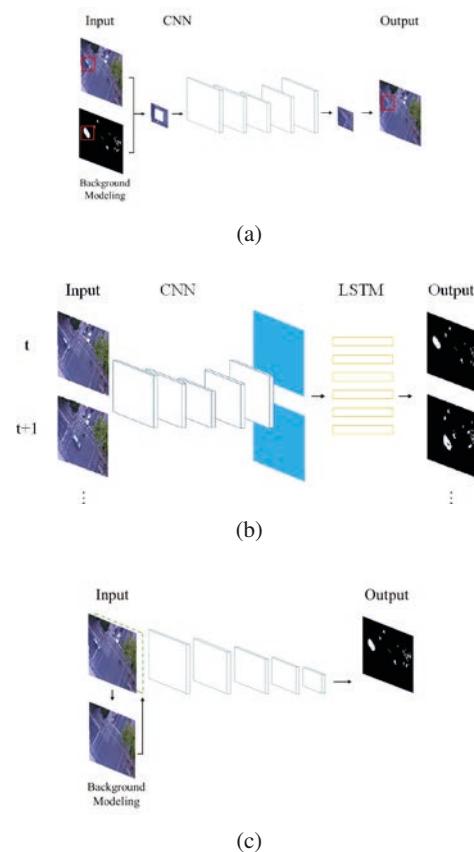 Input CNN Output
Background
Modeling
(a)
Input CNN LSTM Output
t
t+1
⋮ ⋮
(b)
Input Output
Background
Modeling
(c)